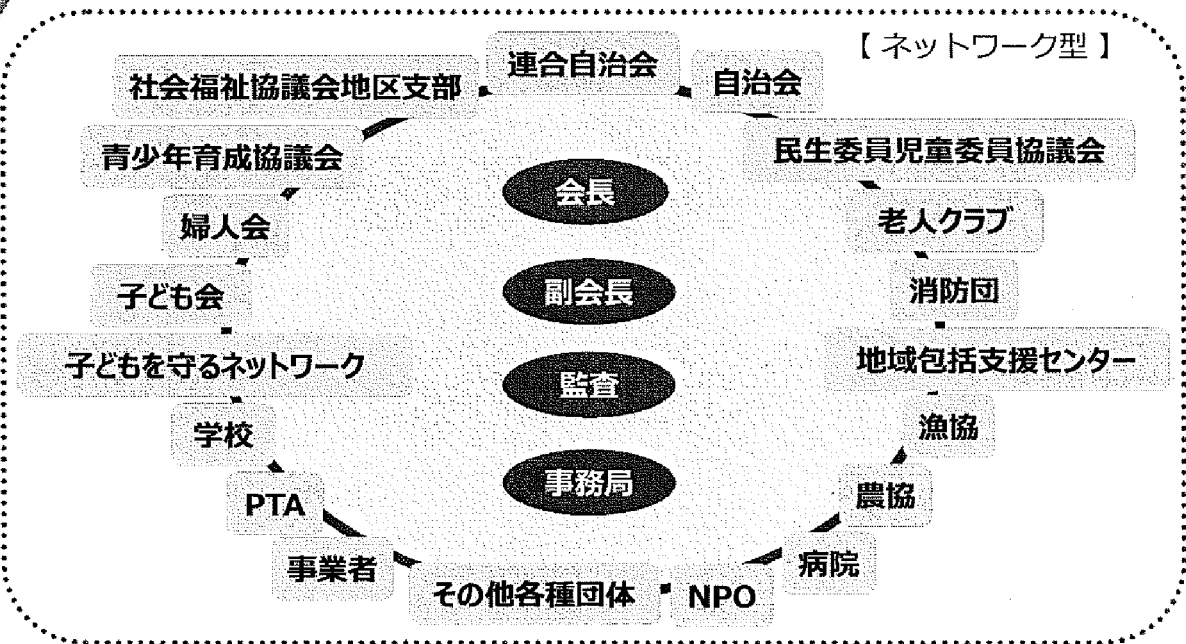 【 ネットワーク型 】
連合自治会
社会福祉協議会地区支部
自治会
青少年育成協議会
民生委員児童委員協議会
会長
婦人会
老人クラブ
副会長
子ども会
消防団
子どもを守るネットワーク
地域包括支援センター
監査
学校
漁協
事務局
PTA
農協
事業者
病院
その他各種団体
NPO